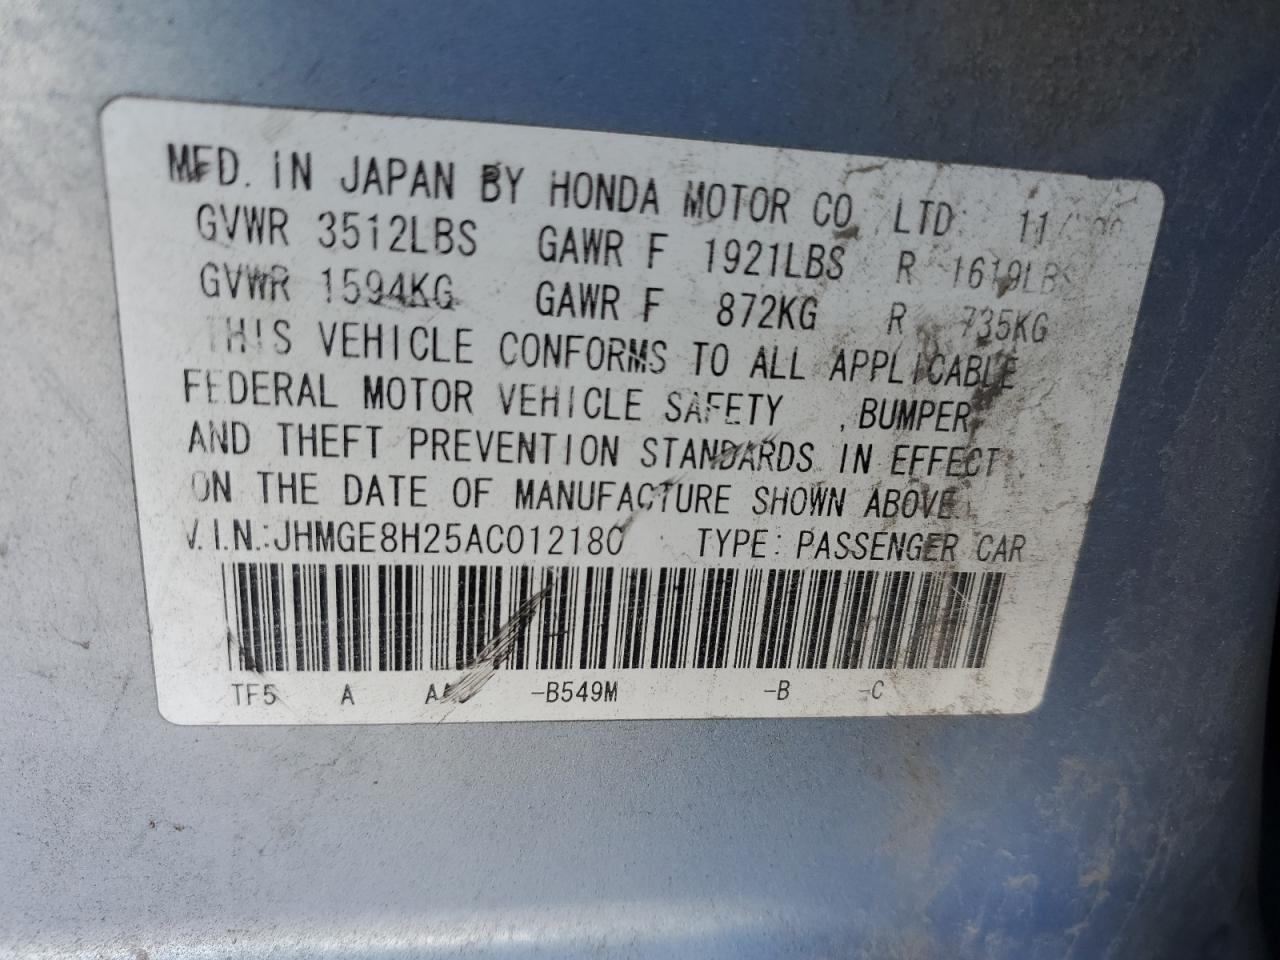 MFD. IN JAPAN BY HONDA MOTOR CO LTD
GVWR 3512LBS GAWR F 1921LBS R 1619LBS
GVWR 1594KG GAWR F 872KG R 735KG
THIS VEHICLE CONFORMS TO ALL APPLICABLE
FEDERAL MOTOR VEHICLE SAFETY , BUMPER
AND THEFT PREVENTION STANDARDS IN EFFECT
ON THE DATE OF MANUFACTURE SHOWN ABOVE.
V.I.N.:JHMGE8H25AC012180 TYPE: PASSENGER CAR
TF5 A -B549M -B -C